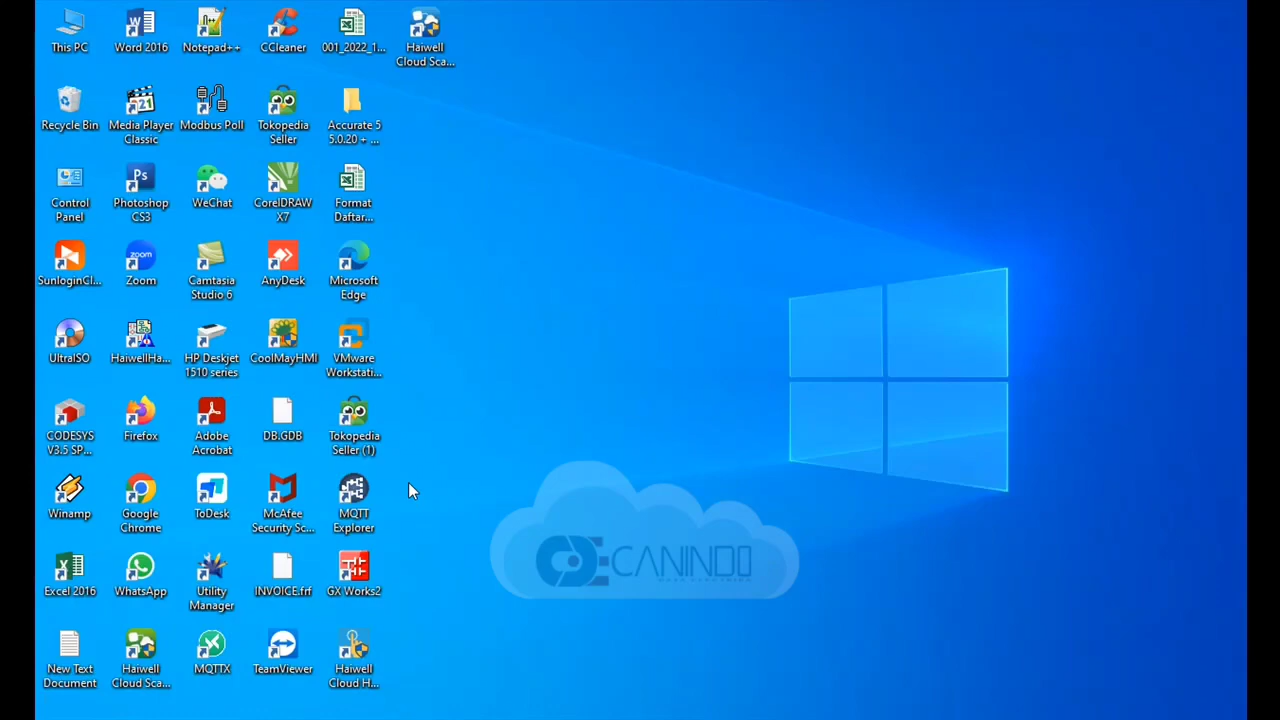 This PC
Word 2016
Notepad++
CCleaner
001_2022_1...
Haiwell
Cloud Sca...
Recycle Bin
Media Player
Classic
Modbus Poll
Tokopedia
Seller
Accurate 5
5.0.20 + ...
Control
Panel
Photoshop
CS3
WeChat
CorelDRAW
X7
Format
Daftar...
SunloginCl...
Zoom
Camtasia
Studio 6
AnyDesk
Microsoft
Edge
UltraISO
HaiwellHa...
HP Deskjet
1510 series
CoolMayHMI
VMware
Workstati...
CODESYS
V3.5 SP...
Firefox
Adobe
Acrobat
DB.GDB
Tokopedia
Seller (1)
Winamp
Google
Chrome
ToDesk
McAfee
Security Sc...
MQTT
Explorer
Excel 2016
WhatsApp
Utility
Manager
INVOICE.frf
GX Works2
New Text
Document
Haiwell
Cloud Sca...
MQTTX
TeamViewer
Haiwell
Cloud H...
CANINDO